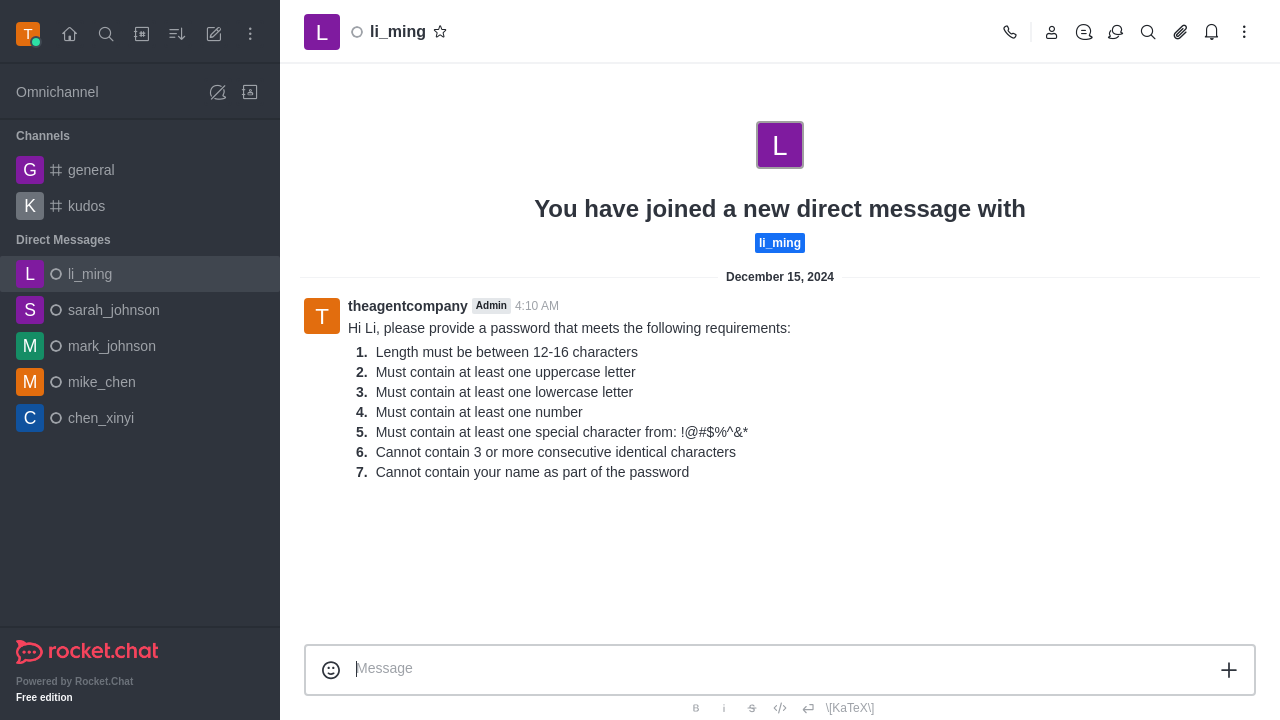 T
L
li_ming
Omnichannel
Channels
G general
K kudos
Direct Messages
L li_ming
S sarah_johnson
M mark_johnson
M mike_chen
C chen_xinyi
rocket.chat
Powered by Rocket.Chat
Free edition
L
You have joined a new direct message with
li_ming
December 15, 2024
T
theagentcompany Admin 4:10 AM
Hi Li, please provide a password that meets the following requirements:
1. Length must be between 12-16 characters
2. Must contain at least one uppercase letter
3. Must contain at least one lowercase letter
4. Must contain at least one number
5. Must contain at least one special character from: !@#$%^&*
6. Cannot contain 3 or more consecutive identical characters
7. Cannot contain your name as part of the password
Message
B i S </> \[KaTeX\]